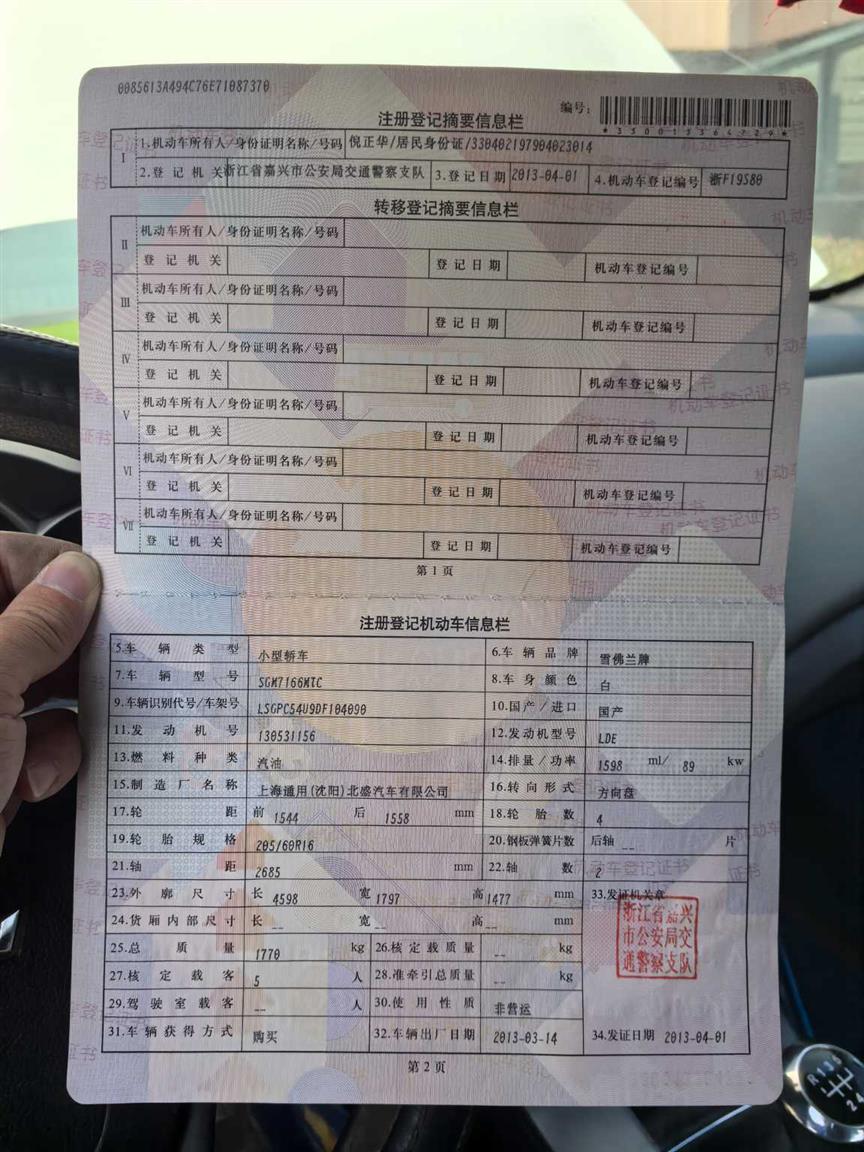 0085613A494C76E71087370
注册登记摘要信息栏
编号:
*330013364729*
I 1.机动车所有人/身份证明名称/号码 倪正华/居民身份证/330402197904023014
2.登记机关 浙江省嘉兴市公安局交通警察支队 3.登记日期 2013-04-01 4.机动车登记编号 浙F19S80
转移登记摘要信息栏
II 机动车所有人/身份证明名称/号码
登记机关 登记日期 机动车登记编号
III 机动车所有人/身份证明名称/号码
登记机关 登记日期 机动车登记编号
IV 机动车所有人/身份证明名称/号码
登记机关 登记日期 机动车登记编号
V 机动车所有人/身份证明名称/号码
登记机关 登记日期 机动车登记编号
VI 机动车所有人/身份证明名称/号码
登记机关 登记日期 机动车登记编号
VII 机动车所有人/身份证明名称/号码
登记机关 登记日期 机动车登记编号
第1页
注册登记机动车信息栏
5.车辆类型 小型轿车 6.车辆品牌 雪佛兰牌
7.车辆型号 SGM7166MTC 8.车身颜色 白
9.车辆识别代号/车架号 LSGPC54U9DF104090 10.国产/进口 国产
11.发动机号 130531156 12.发动机型号 LDE
13.燃料种类 汽油 14.排量/功率 1598 ml/ 89 kw
15.制造厂名称 上海通用(沈阳)北盛汽车有限公司 16.转向形式 方向盘
17.轮距 前 1544 后 1558 mm 18.轮胎数 4
19.轮胎规格 205/60R16 20.钢板弹簧片数 后轴 -- 片
21.轴距 2685 mm 22.轴数 2
23.外廓尺寸 长 4598 宽 1797 高 1477 mm 33.发证机关章
24.货厢内部尺寸 长 -- 宽 -- 高 -- mm
浙江省嘉兴
市公安局交
通警察支队
25.总质量 1770 kg 26.核定载质量 -- kg
27.核定载客 5 人 28.准牵引总质量 -- kg
29.驾驶室载客 -- 人 30.使用性质 非营运
31.车辆获得方式 购买 32.车辆出厂日期 2013-03-14 34.发证日期 2013-04-01
第2页
R 1 3 5
2 4